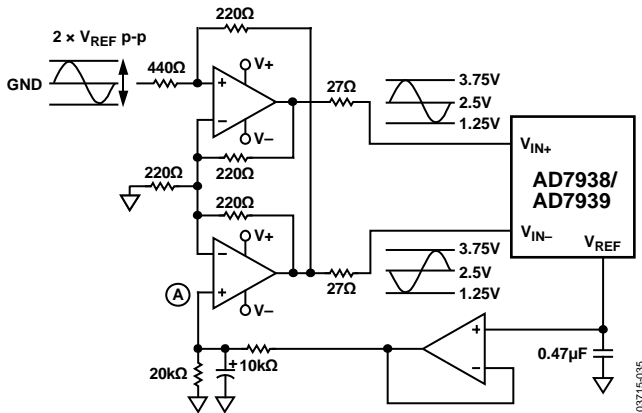 220Ω
2 × VREF p-p
GND
440Ω
V+
+
−
V−
27Ω
3.75V
2.5V
1.25V
220Ω
220Ω
220Ω
VIN+
AD7938/
AD7939
VIN−
VREF
V+
−
+
V−
A
27Ω
3.75V
2.5V
1.25V
20kΩ
+
10kΩ
+
−
0.47µF
03715-035